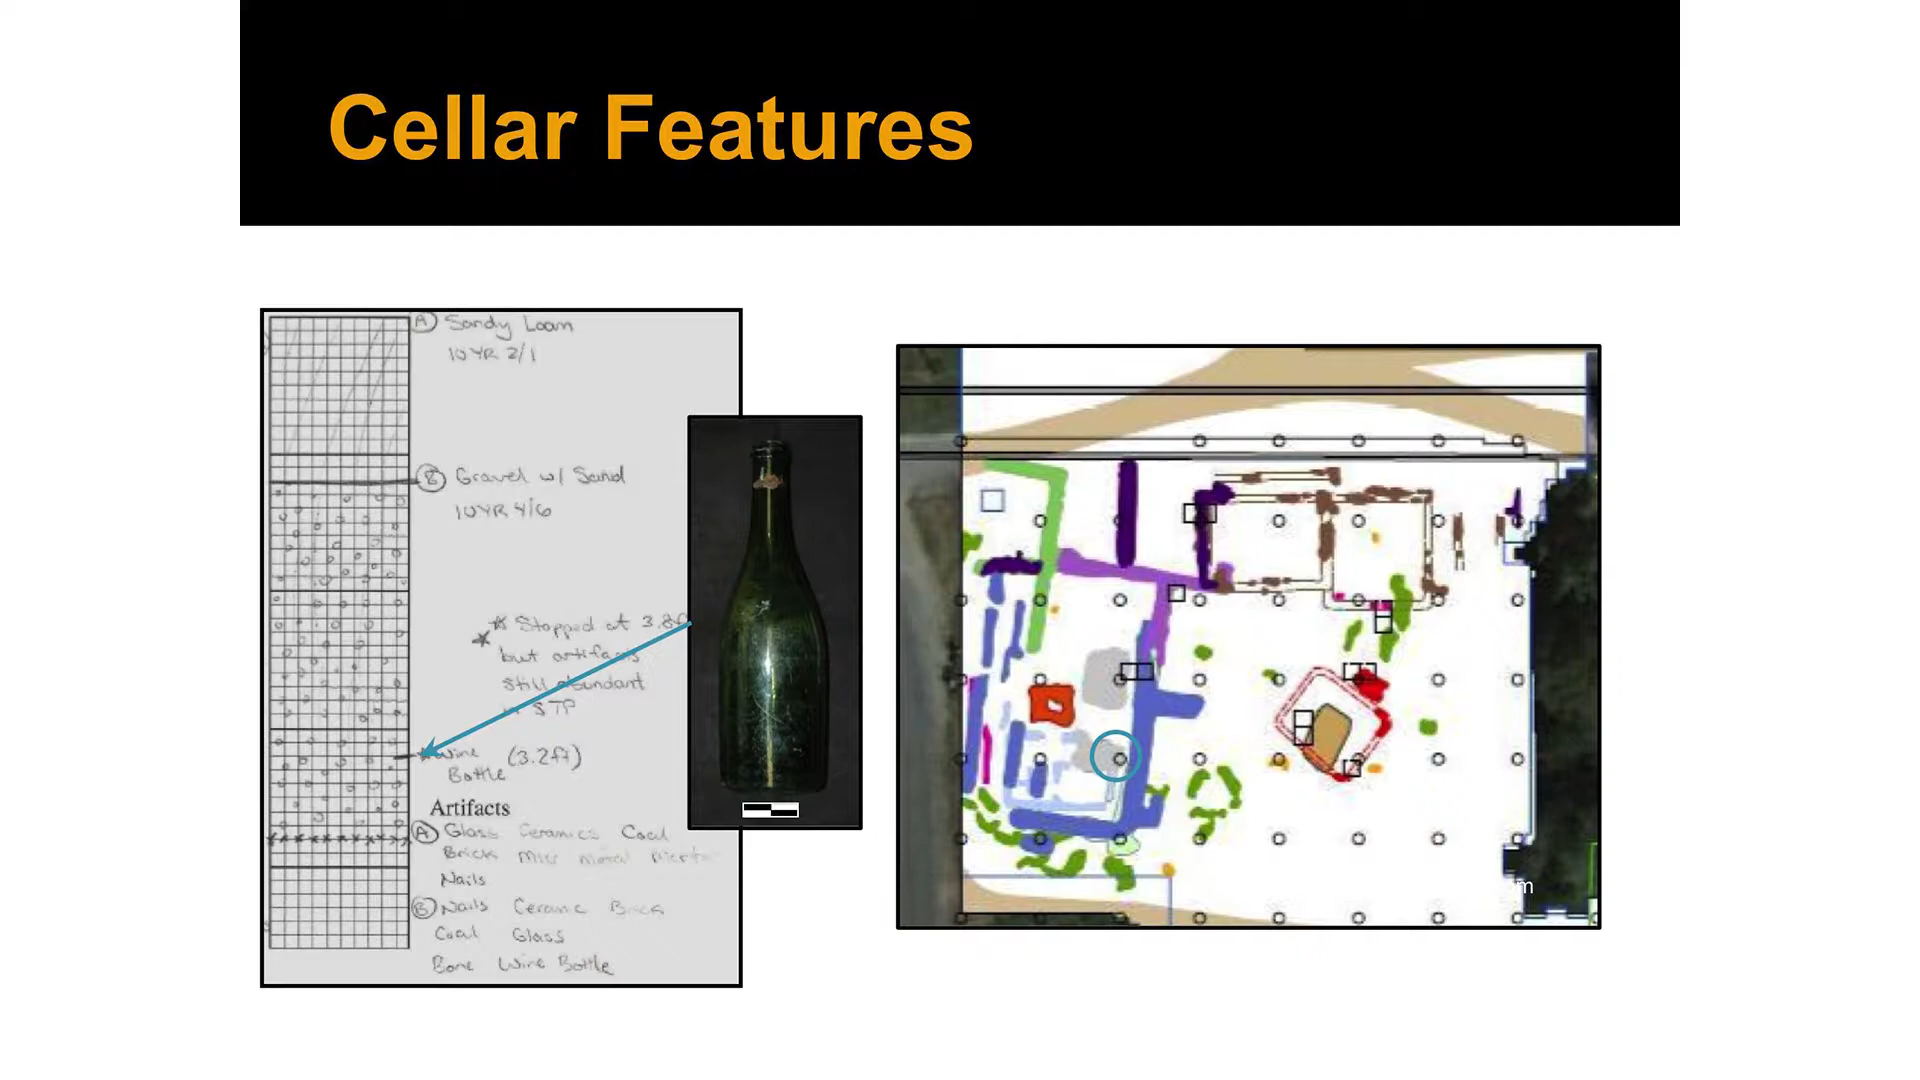 Cellar Features
Ⓐ Sandy Loam
10YR 2/1
Ⓑ Gravel w/ Sand
10YR 4/6
Stopped at 3.8f
but artifacts
still abundant
in STP
Wine (3.2ft)
Bottle
Artifacts
Ⓐ Glass Ceramics Coal
Brick Misc Metal
Nails
Ⓑ Nails Ceramic Brick
Coal Glass
Bone Wine Bottle
m